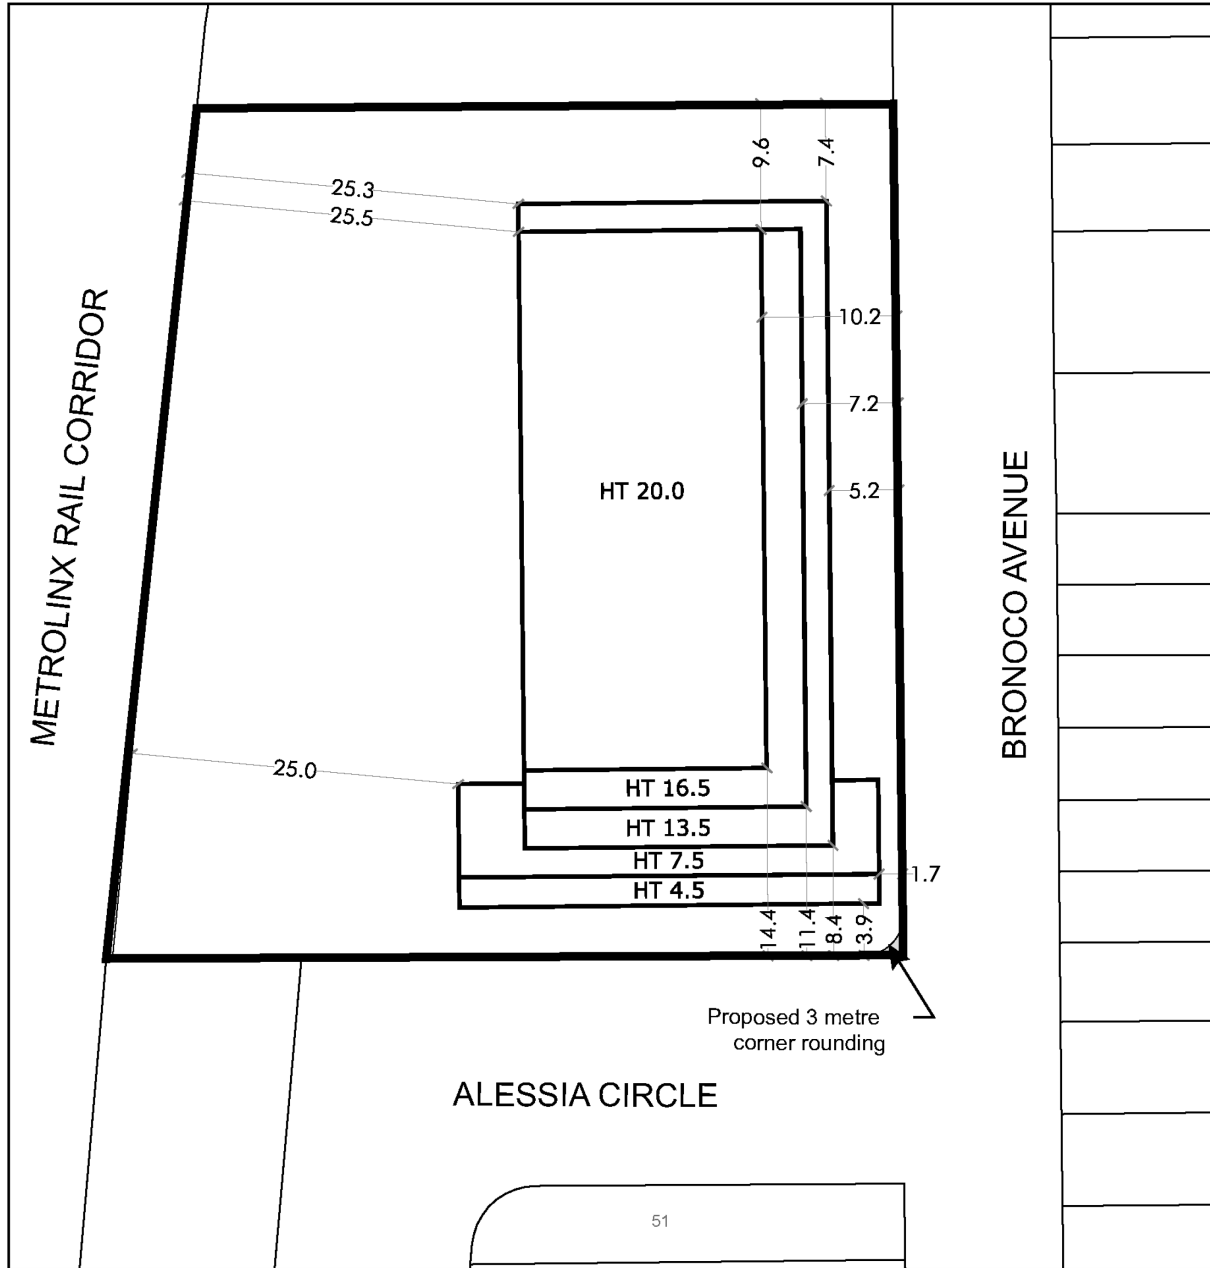 9.6
7.4
25.3
25.5
10.2
7.2
HT 20.0
5.2
METROLINX RAIL CORRIDOR
BRONOCO AVENUE
25.0
HT 16.5
HT 13.5
HT 7.5
HT 4.5
1.7
14.4
11.4
8.4
3.9
Proposed 3 metre
corner rounding
ALESSIA CIRCLE
51